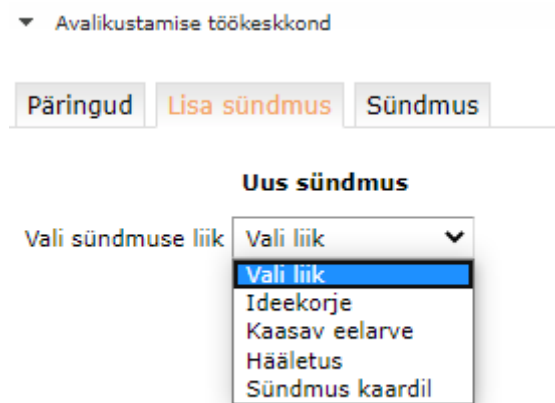 Avalikustamise töökeskkond
Päringud Lisa sündmus Sündmus
Uus sündmus
Vali sündmuse liik Vali liik
Vali liik
Ideekorje
Kaasav eelarve
Hääletus
Sündmus kaardil